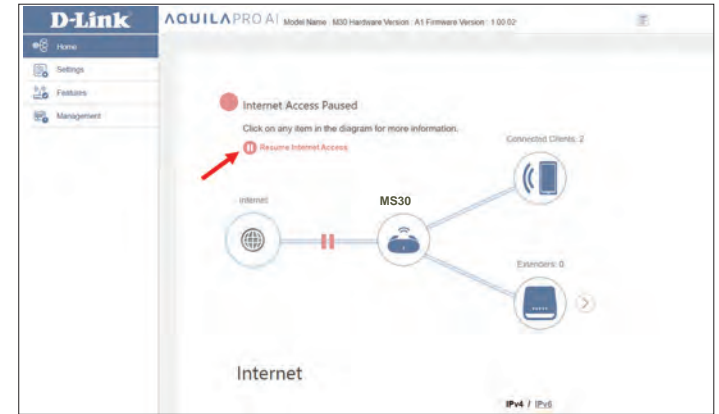 D-Link
AQUILA PRO AI Model Name : M30 Hardware Version : A1 Firmware Version : 1.00.02
Home
Settings
Features
Management
Internet Access Paused
Click on any item in the diagram for more information.
Resume Internet Access
Connected Clients: 2
Internet
MS30
Extenders: 0
Internet
IPv4 / IPv6